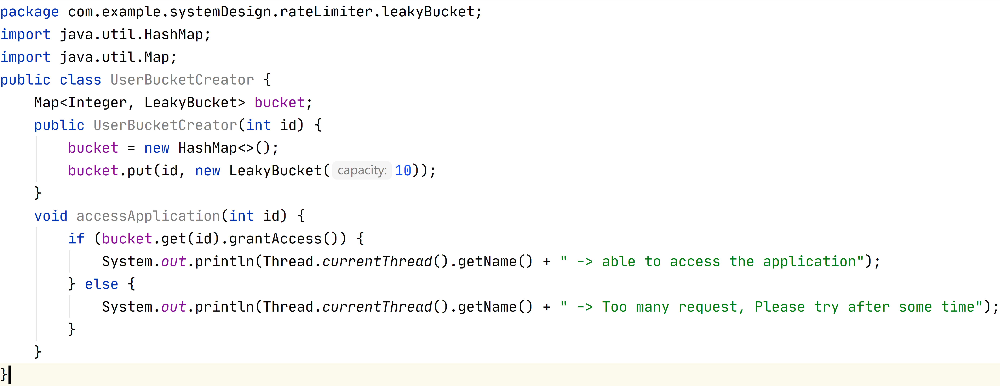 package com.example.systemDesign.rateLimiter.leakyBucket;
import java.util.HashMap;
import java.util.Map;
public class UserBucketCreator {
    Map<Integer, LeakyBucket> bucket;
    public UserBucketCreator(int id) {
        bucket = new HashMap<>();
        bucket.put(id, new LeakyBucket( capacity: 10));
    }
    void accessApplication(int id) {
        if (bucket.get(id).grantAccess()) {
            System.out.println(Thread.currentThread().getName() + " -> able to access the application");
        } else {
            System.out.println(Thread.currentThread().getName() + " -> Too many request, Please try after some time");
        }
    }
}